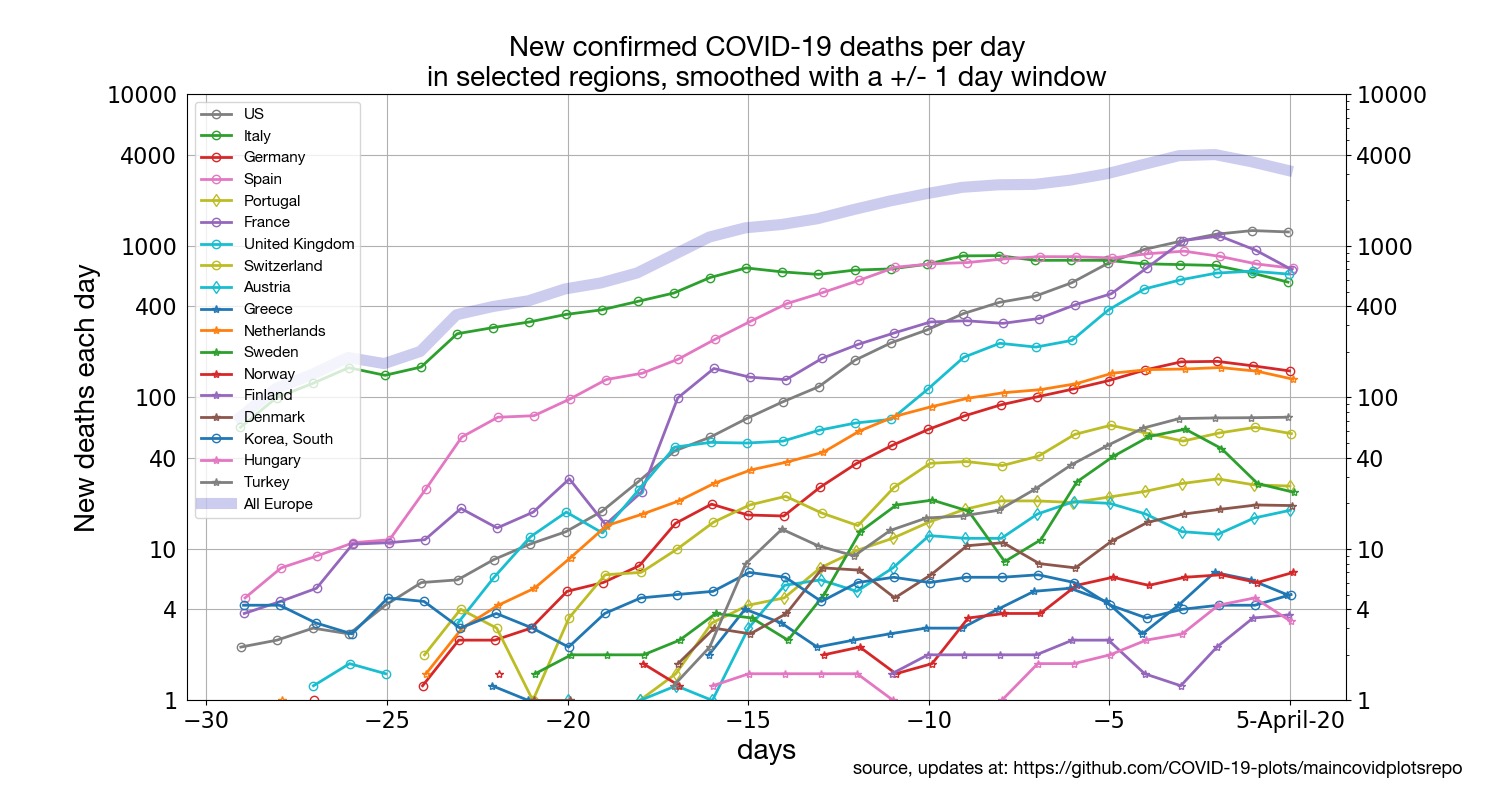 New confirmed COVID-19 deaths per day
in selected regions, smoothed with a +/- 1 day window
10000
4000
1000
400
100
40
10
4
1
New deaths each day
US
Italy
Germany
Spain
Portugal
France
United Kingdom
Switzerland
Austria
Greece
Netherlands
Sweden
Norway
Finland
Denmark
Korea, South
Hungary
Turkey
All Europe
10000
4000
1000
400
100
40
10
4
1
−30 −25 −20 −15 −10 −5 5-April-20
days
source, updates at: https://github.com/COVID-19-plots/maincovidplotsrepo